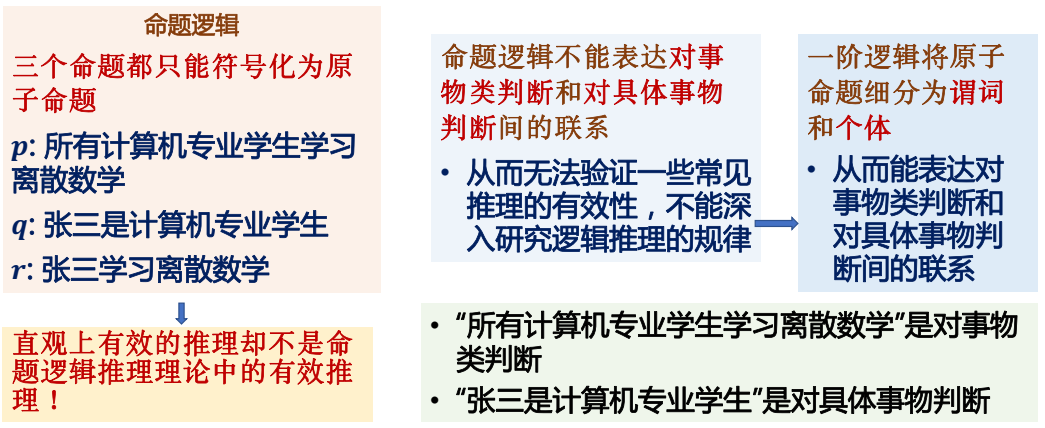 命题逻辑
三个命题都只能符号化为原
子命题
p: 所有计算机专业学生学习
离散数学
q: 张三是计算机专业学生
r: 张三学习离散数学
直观上有效的推理却不是命
题逻辑推理理论中的有效推
理！
命题逻辑不能表达对事
物类判断和对具体事物
判断间的联系
• 从而无法验证一些常见
推理的有效性，不能深
入研究逻辑推理的规律
一阶逻辑将原子
命题细分为谓词
和个体
• 从而能表达对
事物类判断和
对具体事物判
断间的联系
• “所有计算机专业学生学习离散数学”是对事物
类判断
• “张三是计算机专业学生”是对具体事物判断